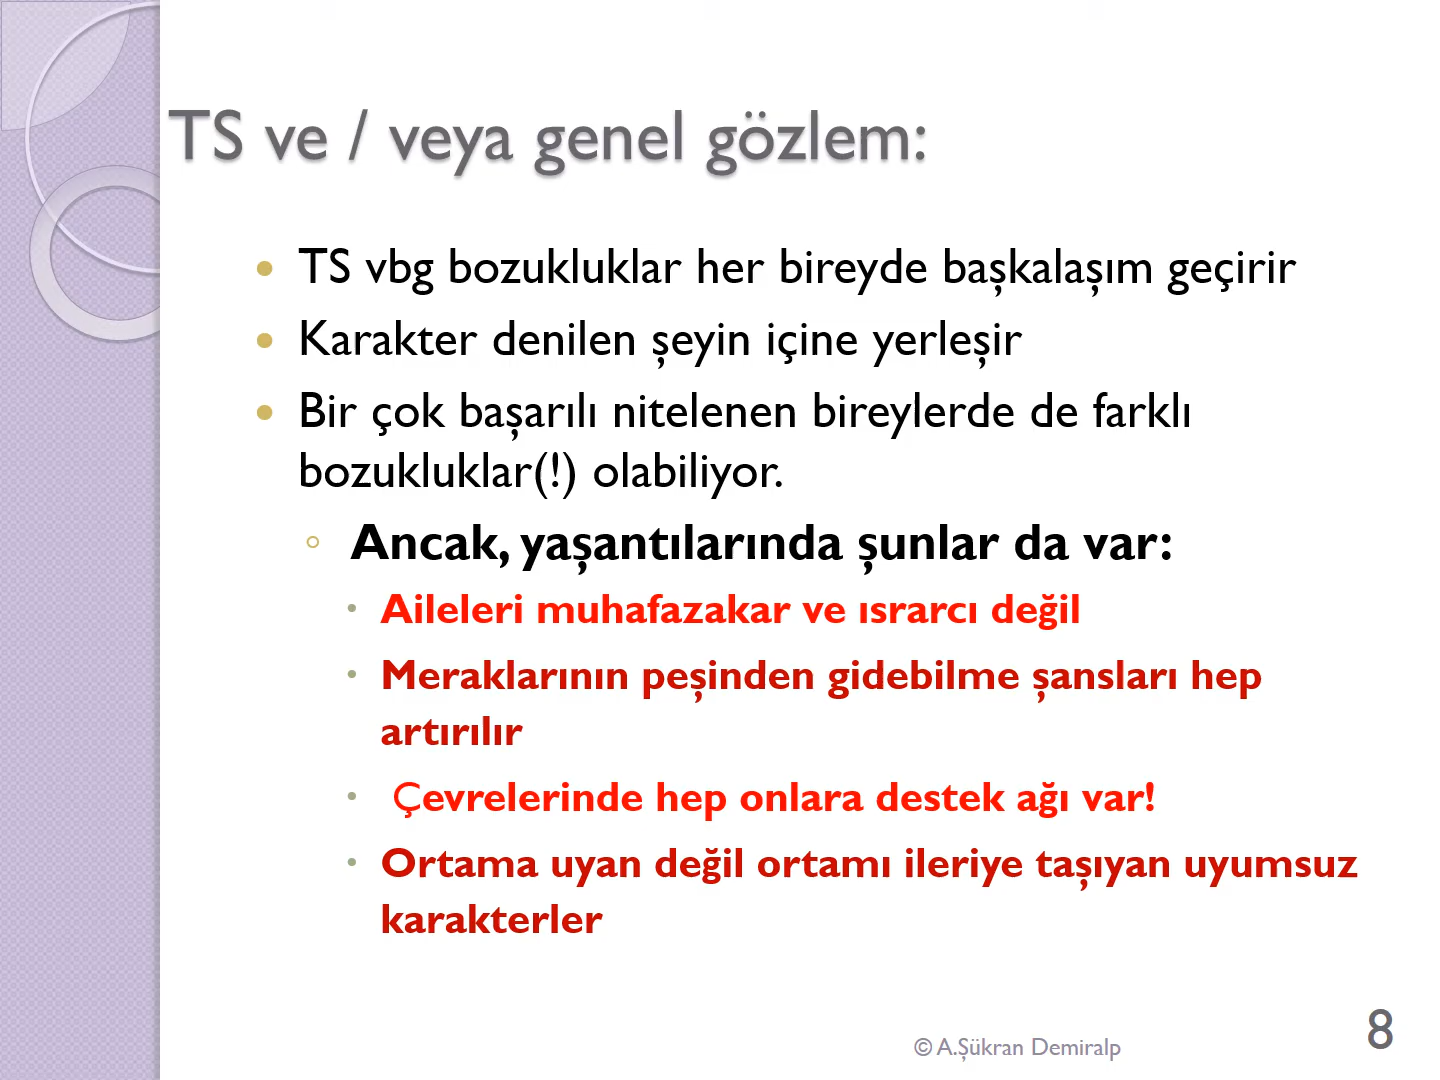 TS ve / veya genel gözlem:
TS vbg bozukluklar her bireyde başkalaşım geçirir
Karakter denilen şeyin içine yerleşir
Bir çok başarılı nitelenen bireylerde de farklı
bozukluklar(!) olabiliyor.
Ancak, yaşantılarında şunlar da var:
Aileleri muhafazakar ve ısrarcı değil
Meraklarının peşinden gidebilme şansları hep
artırılır
Çevrelerinde hep onlara destek ağı var!
Ortama uyan değil ortamı ileriye taşıyan uyumsuz
karakterler
© A.Şükran Demiralp
8